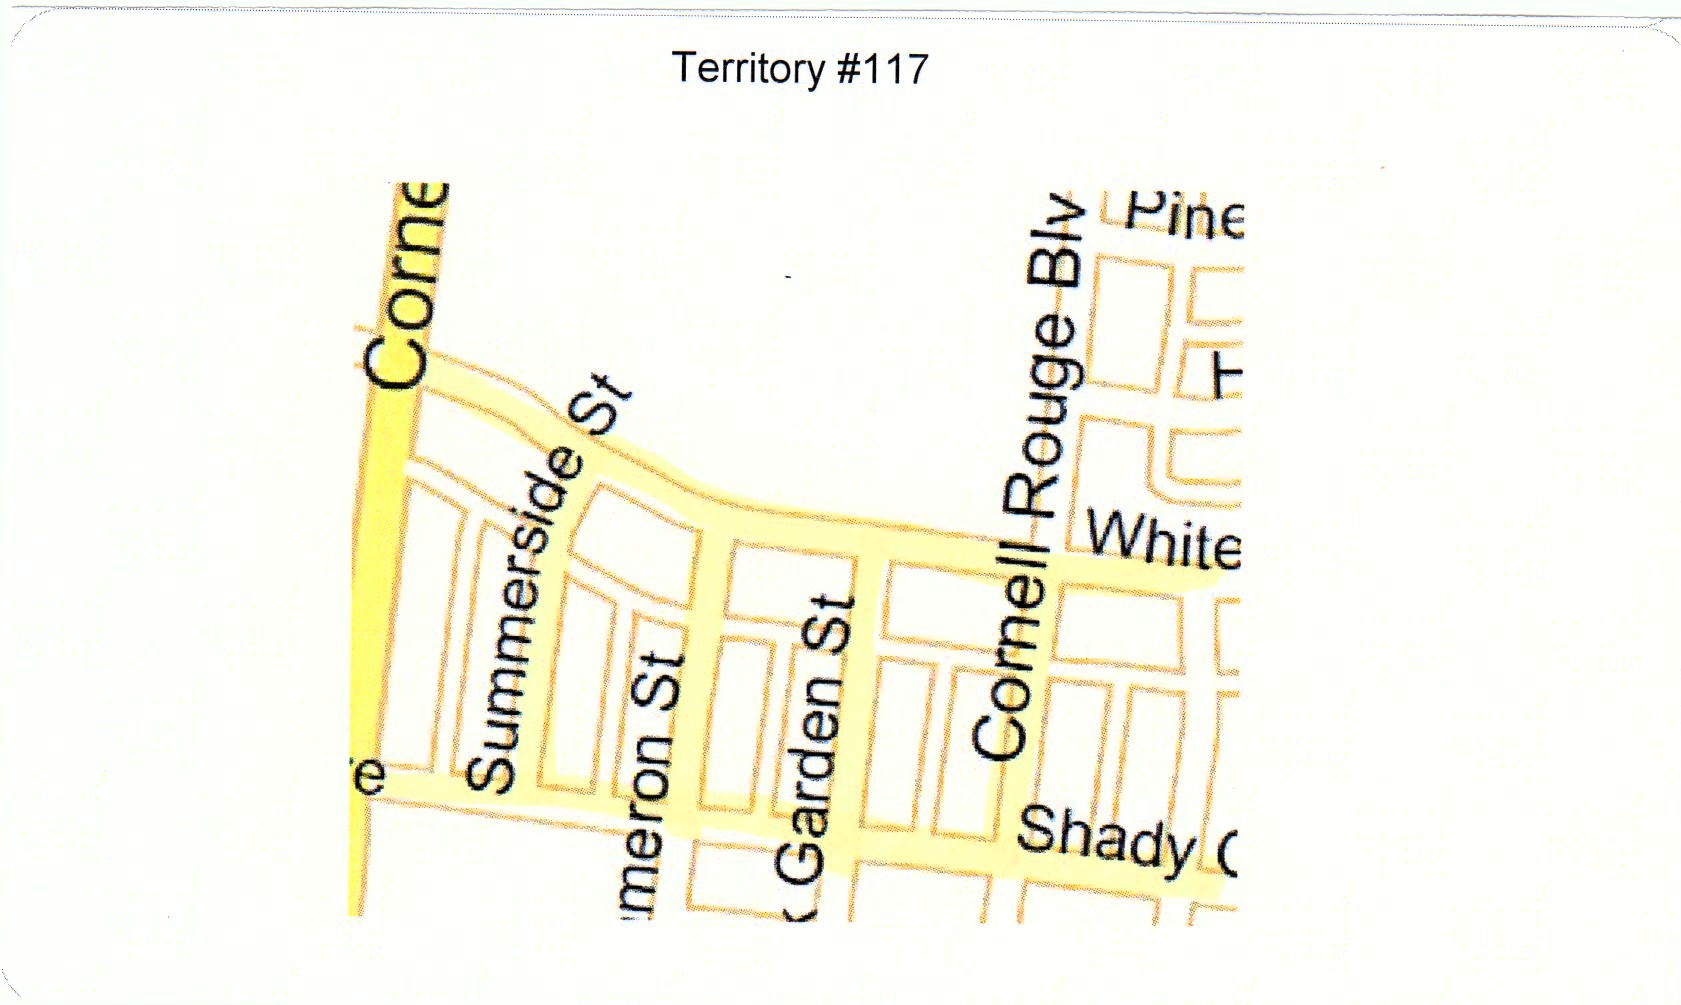 Territory #117
Corne
Pine
T
Cornell Rouge Blv
Summerside St
White
Garden St
meron St
e
Shady